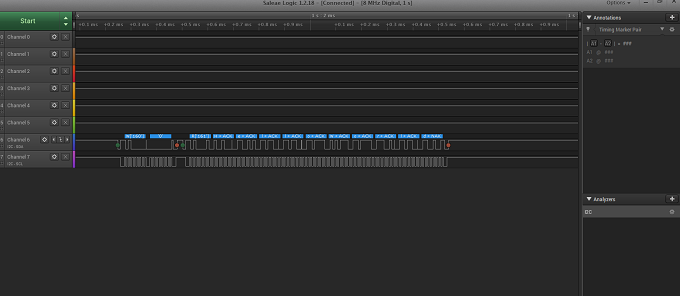 Saleae Logic 1.2.18 - [Connected] - [8 MHz Digital, 1 s]
Options
Start
s
1 s : 2 ms
1 s
+0.1 ms
+0.2 ms
+0.3 ms
+0.4 ms
+0.5 ms
+0.6 ms
+0.7 ms
+0.8 ms
+0.9 ms
+0.1 ms
+0.2 ms
+0.3 ms
+0.4 ms
+0.5 ms
+0.6 ms
+0.7 ms
+0.8 ms
+0.9 ms
Annotations
Timing Marker Pair
| A1 - A2 | = ###
A1 @ ###
A2 @ ###
0 Channel 0
1 Channel 1
2 Channel 2
3 Channel 3
4 Channel 4
5 Channel 5
6 Channel 6
I2C - SDA
W['160']
R['161']
H + ACK
e + ACK
l + ACK
l + ACK
o + ACK
W + ACK
o + ACK
r + ACK
l + ACK
d + NAK
7 Channel 7
I2C - SCL
Analyzers
I2C